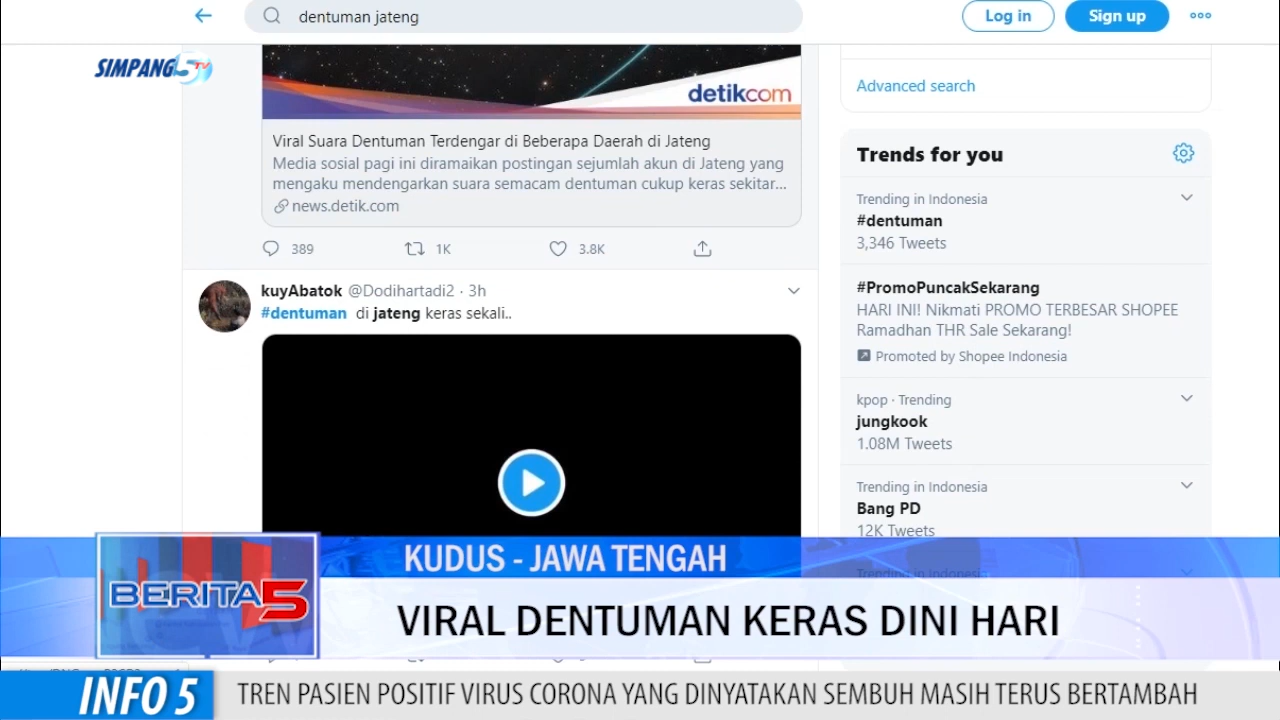 dentuman jateng
Log in
Sign up
SIMPANG5 TV
detikcom
Viral Suara Dentuman Terdengar di Beberapa Daerah di Jateng
Media sosial pagi ini diramaikan postingan sejumlah akun di Jateng yang
mengaku mendengarkan suara semacam dentuman cukup keras sekitar...
news.detik.com
389
1K
3.8K
kuyAbatok @Dodihartadi2 · 3h
#dentuman di jateng keras sekali..
Advanced search
Trends for you
Trending in Indonesia
#dentuman
3,346 Tweets
#PromoPuncakSekarang
HARI INI! Nikmati PROMO TERBESAR SHOPEE
Ramadhan THR Sale Sekarang!
Promoted by Shopee Indonesia
kpop · Trending
jungkook
1.08M Tweets
Trending in Indonesia
Bang PD
12K Tweets
Trending in Indonesia
KUDUS - JAWA TENGAH
BERITA5
VIRAL DENTUMAN KERAS DINI HARI
INFO 5
TREN PASIEN POSITIF VIRUS CORONA YANG DINYATAKAN SEMBUH MASIH TERUS BERTAMBAH